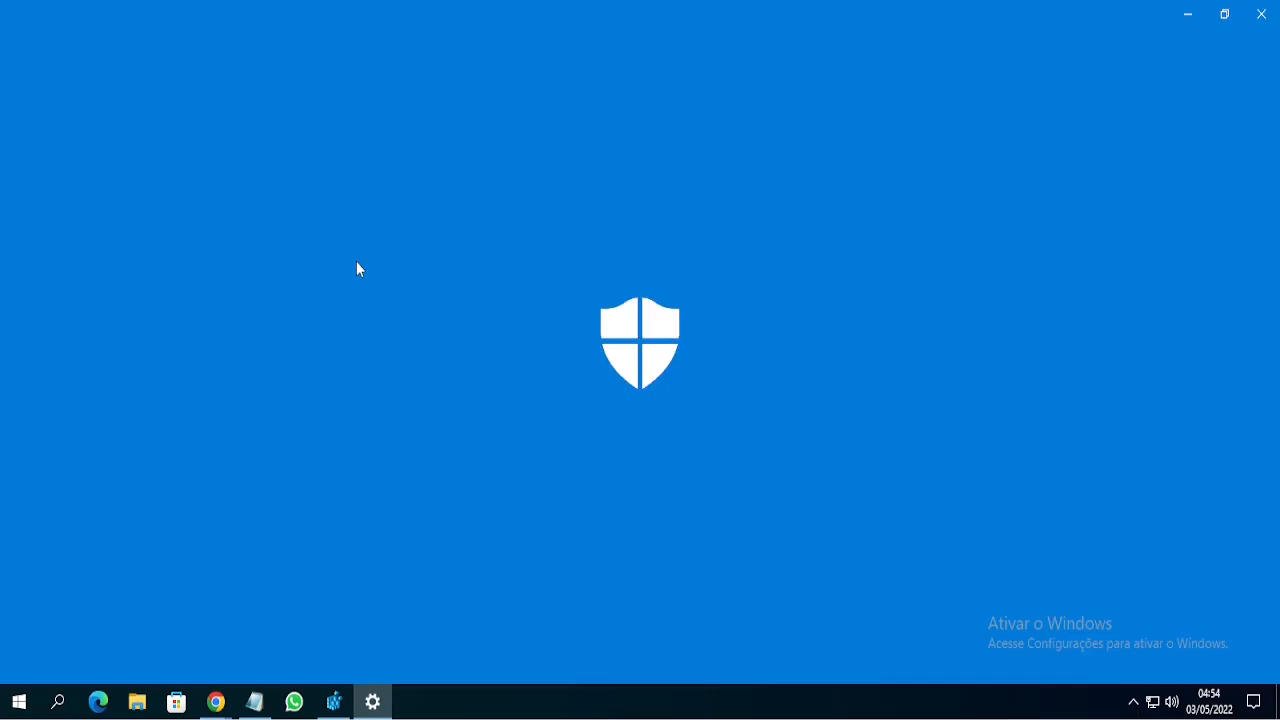 Ativar o Windows
Acesse Configurações para ativar o Windows.
04:54
03/05/2022